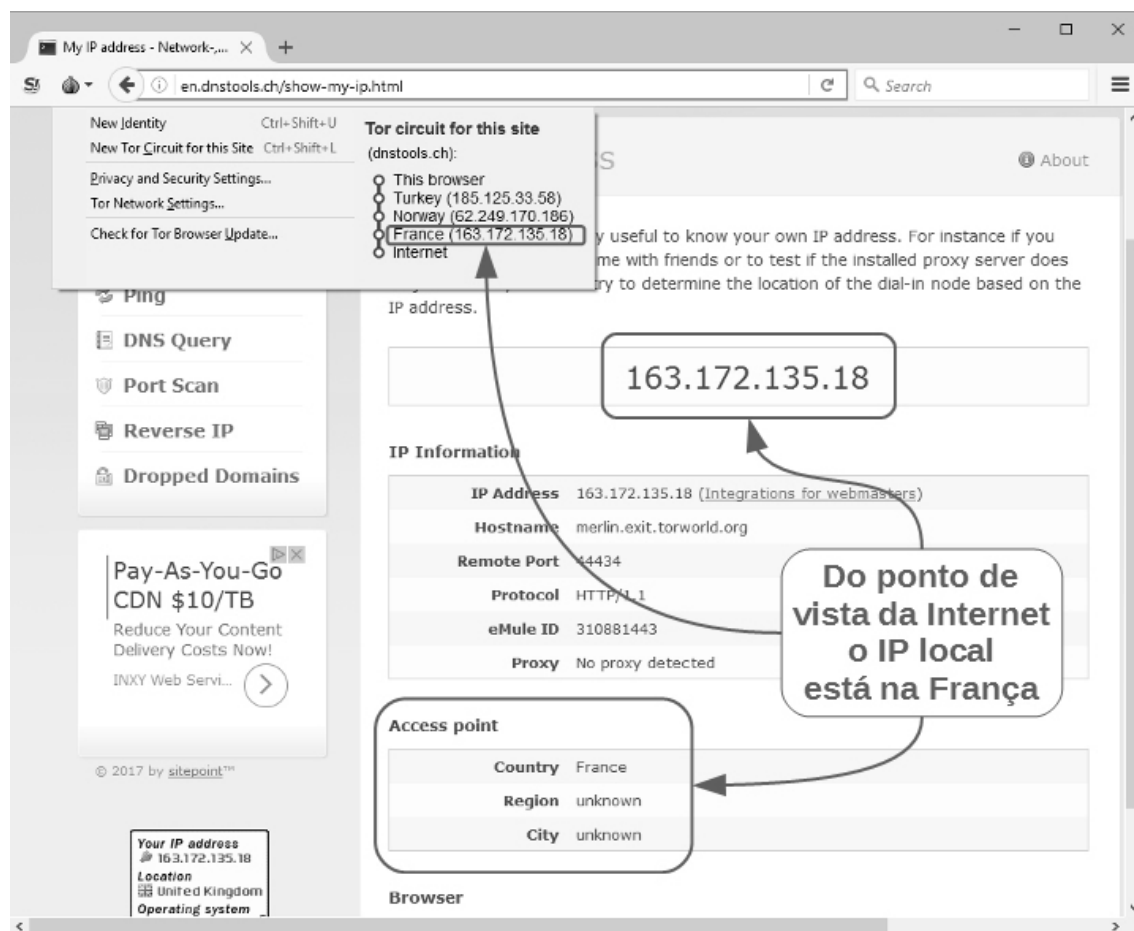 My IP address - Network-,...
en.dnstools.ch/show-my-ip.html
Search
New Identity Ctrl+Shift+U
New Tor Circuit for this Site Ctrl+Shift+L
Privacy and Security Settings...
Tor Network Settings...
Check for Tor Browser Update...
Tor circuit for this site
(dnstools.ch):
This browser
Turkey (185.125.33.58)
Norway (62.249.170.186)
France (163.172.135.18)
Internet
S
About
y useful to know your own IP address. For instance if you
me with friends or to test if the installed proxy server does
try to determine the location of the dial-in node based on the
IP address.
Ping
DNS Query
Port Scan
Reverse IP
Dropped Domains
163.172.135.18
IP Information
IP Address 163.172.135.18 (Integrations for webmasters)
Hostname merlin.exit.torworld.org
Remote Port 44434
Protocol HTTP/1.1
eMule ID 310881443
Proxy No proxy detected
Do ponto de
vista da Internet
o IP local
está na França
Access point
Country France
Region unknown
City unknown
Browser
Pay-As-You-Go
CDN $10/TB
Reduce Your Content
Delivery Costs Now!
INXY Web Servi...
© 2017 by sitepoint™
Your IP address
163.172.135.18
Location
United Kingdom
Operating system